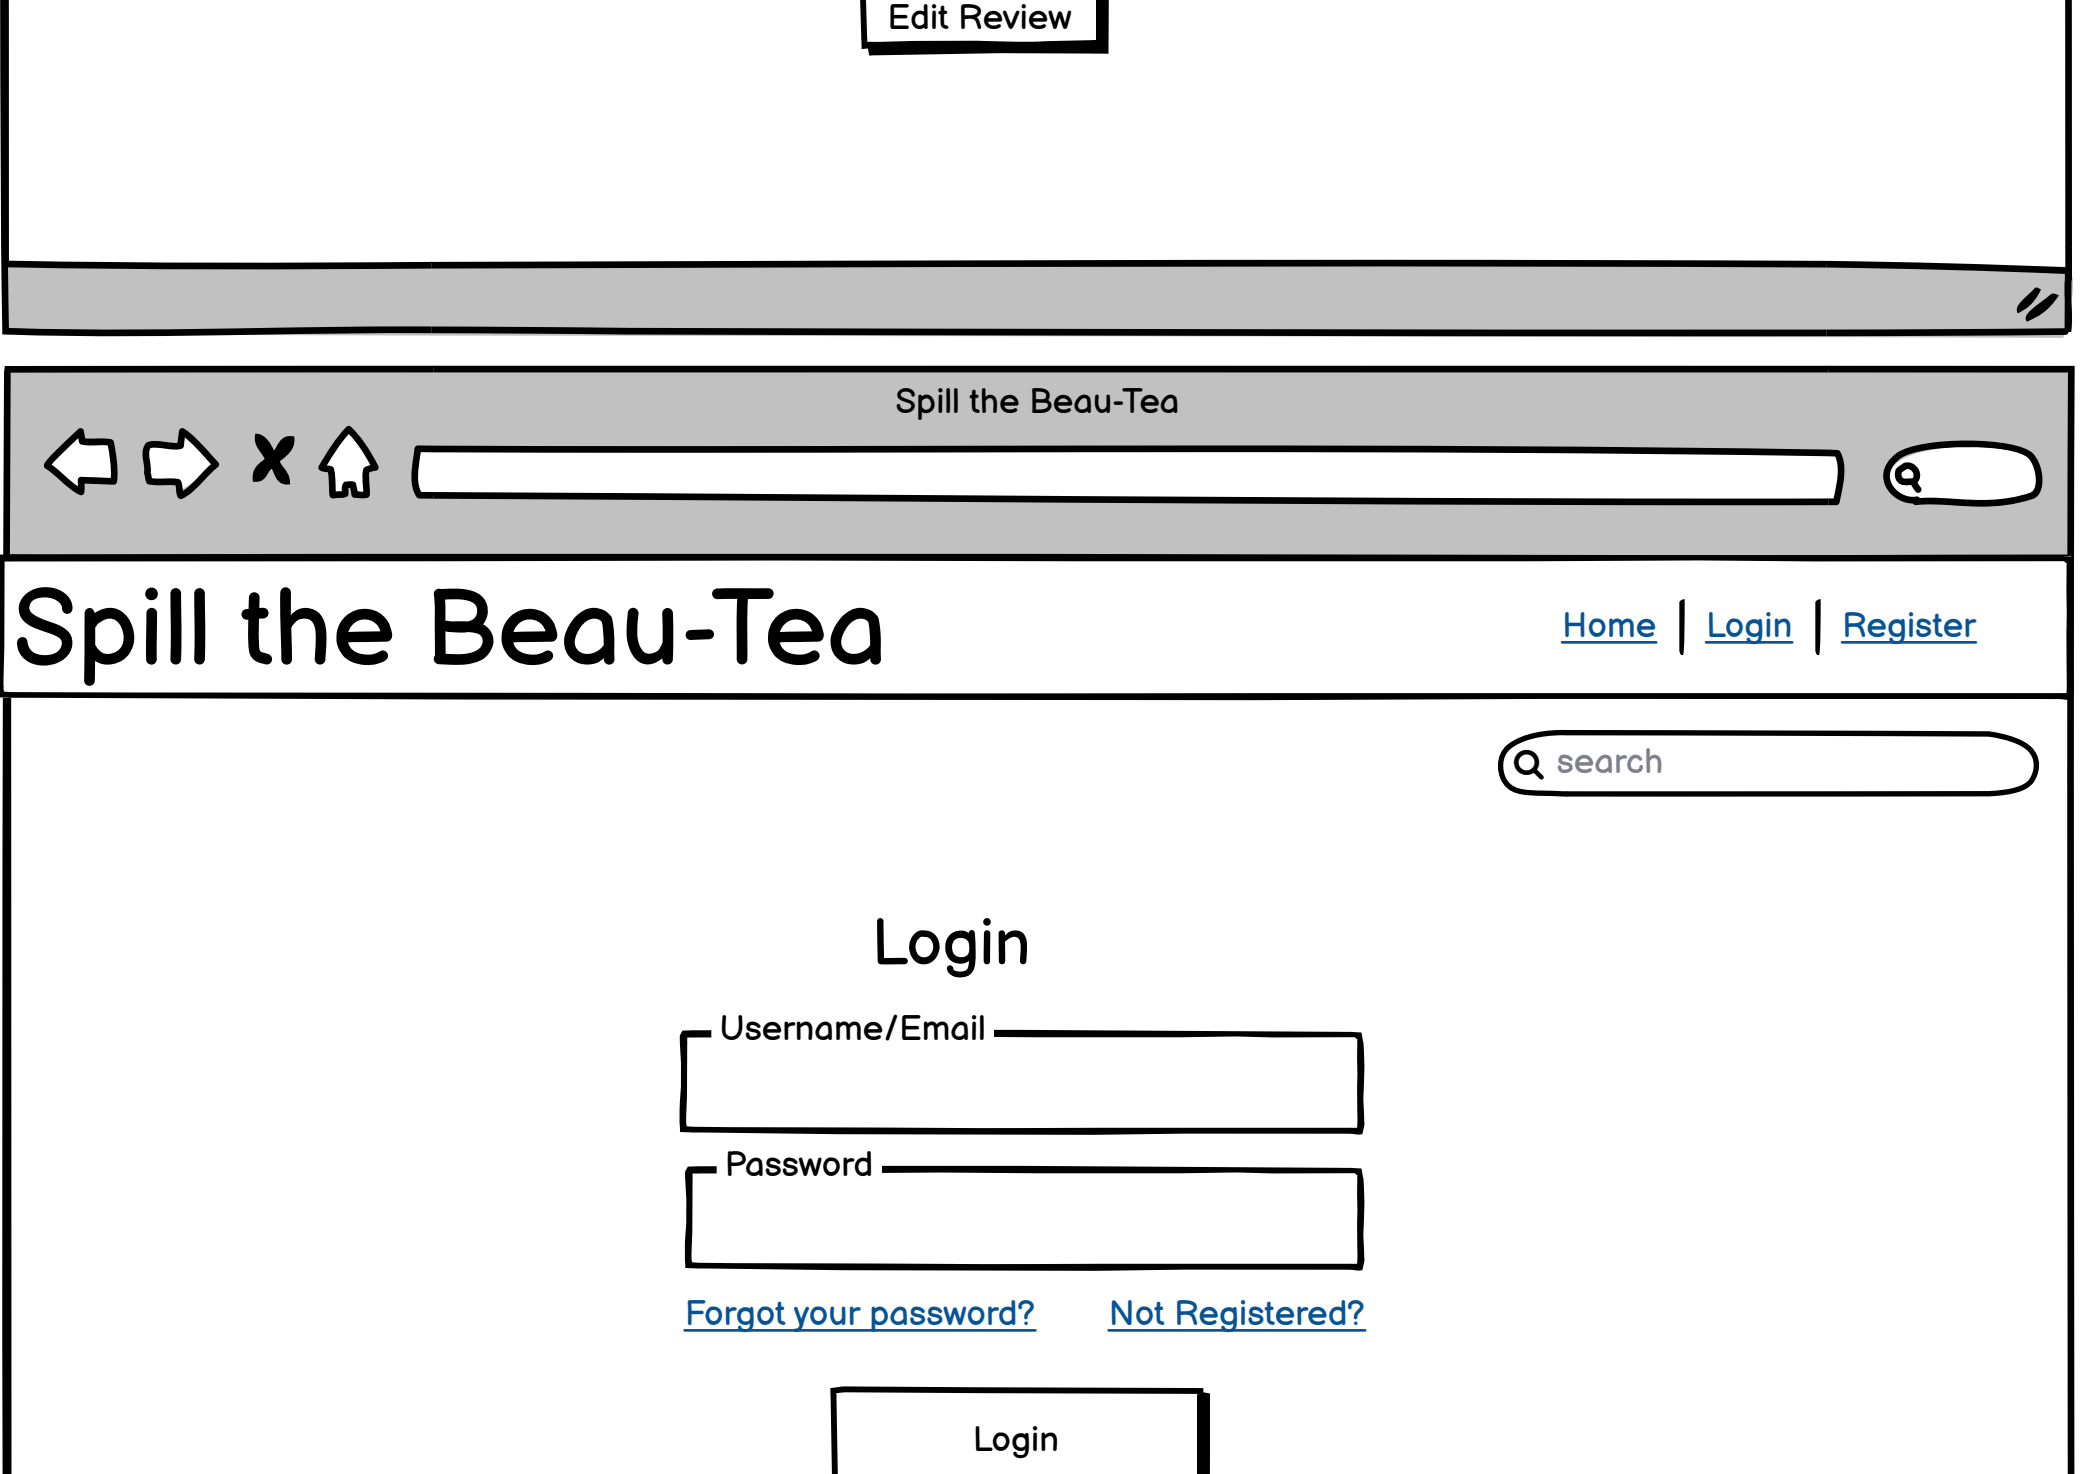 Edit Review
Spill the Beau-Tea
Spill the Beau-Tea
Home | Login | Register
search
Login
Username/Email
Password
Forgot your password? Not Registered?
Login